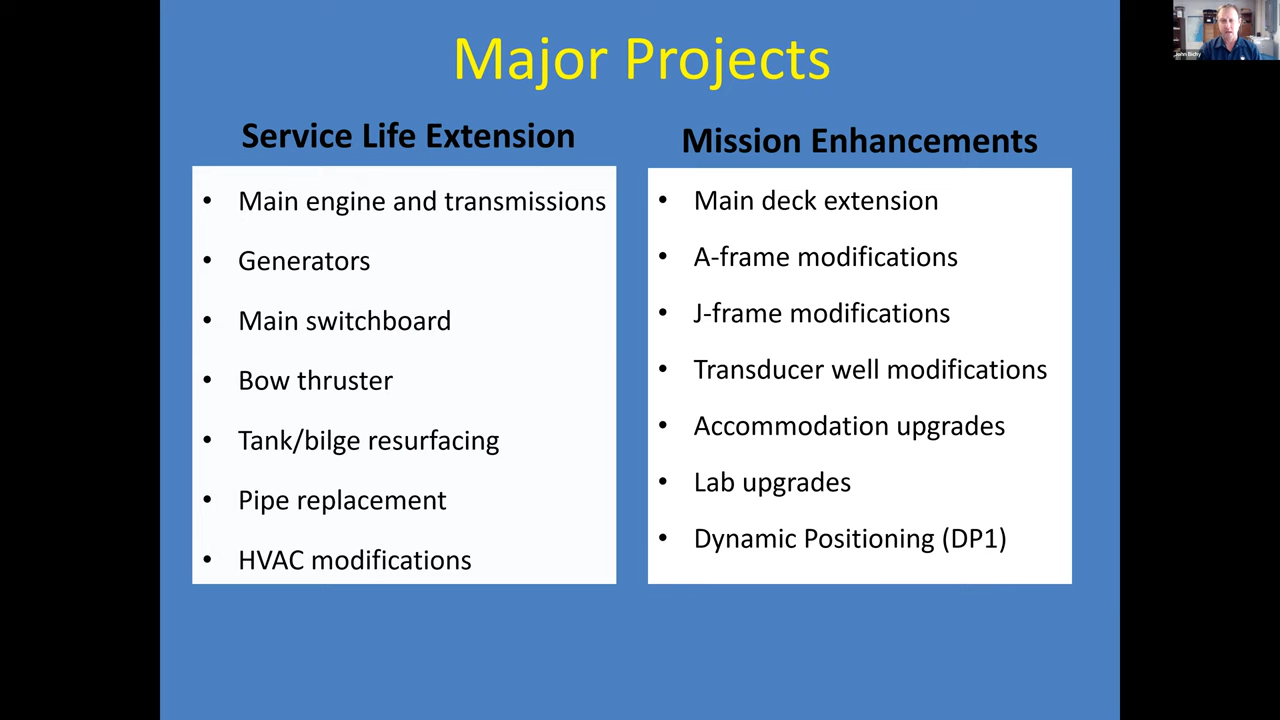 Major Projects
Service Life Extension
• Main engine and transmissions
• Generators
• Main switchboard
• Bow thruster
• Tank/bilge resurfacing
• Pipe replacement
• HVAC modifications
Mission Enhancements
• Main deck extension
• A-frame modifications
• J-frame modifications
• Transducer well modifications
• Accommodation upgrades
• Lab upgrades
• Dynamic Positioning (DP1)
John Bichy